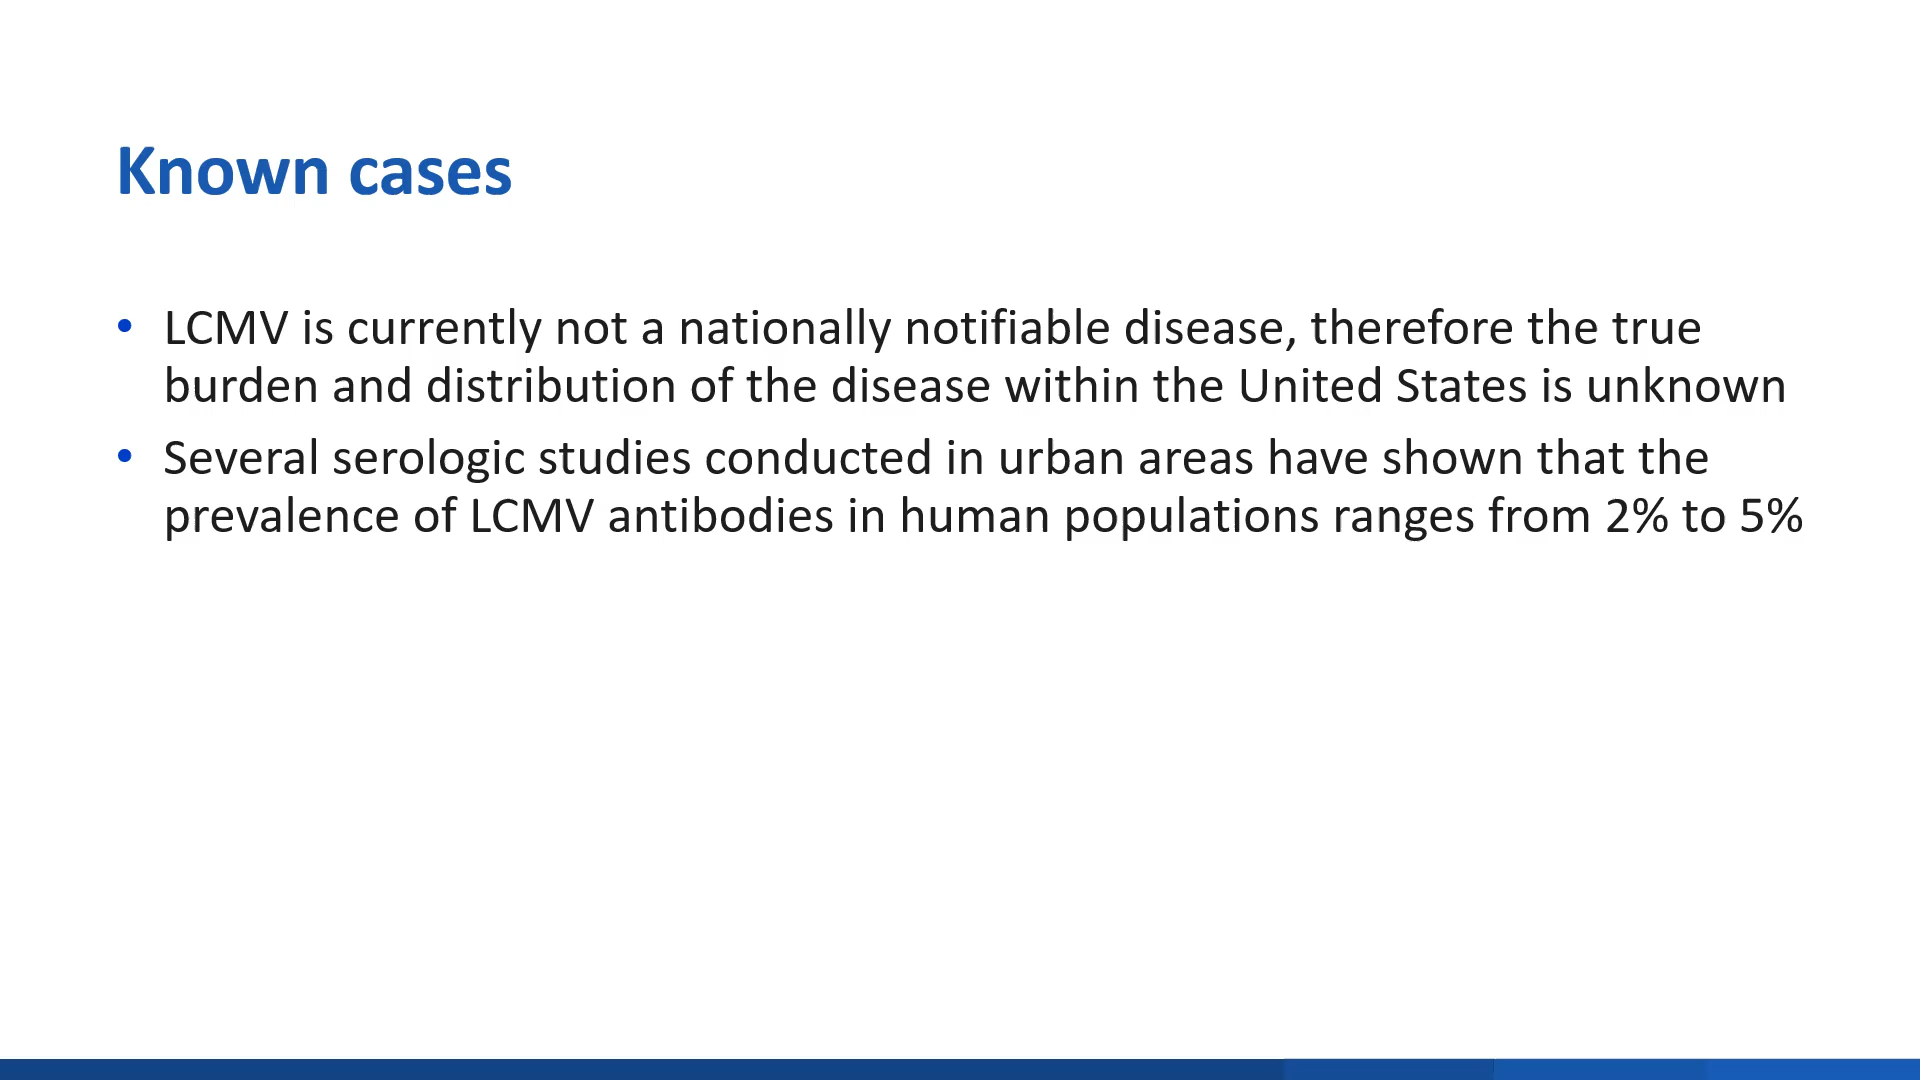 Known cases
• LCMV is currently not a nationally notifiable disease, therefore the true
burden and distribution of the disease within the United States is unknown
• Several serologic studies conducted in urban areas have shown that the
prevalence of LCMV antibodies in human populations ranges from 2% to 5%